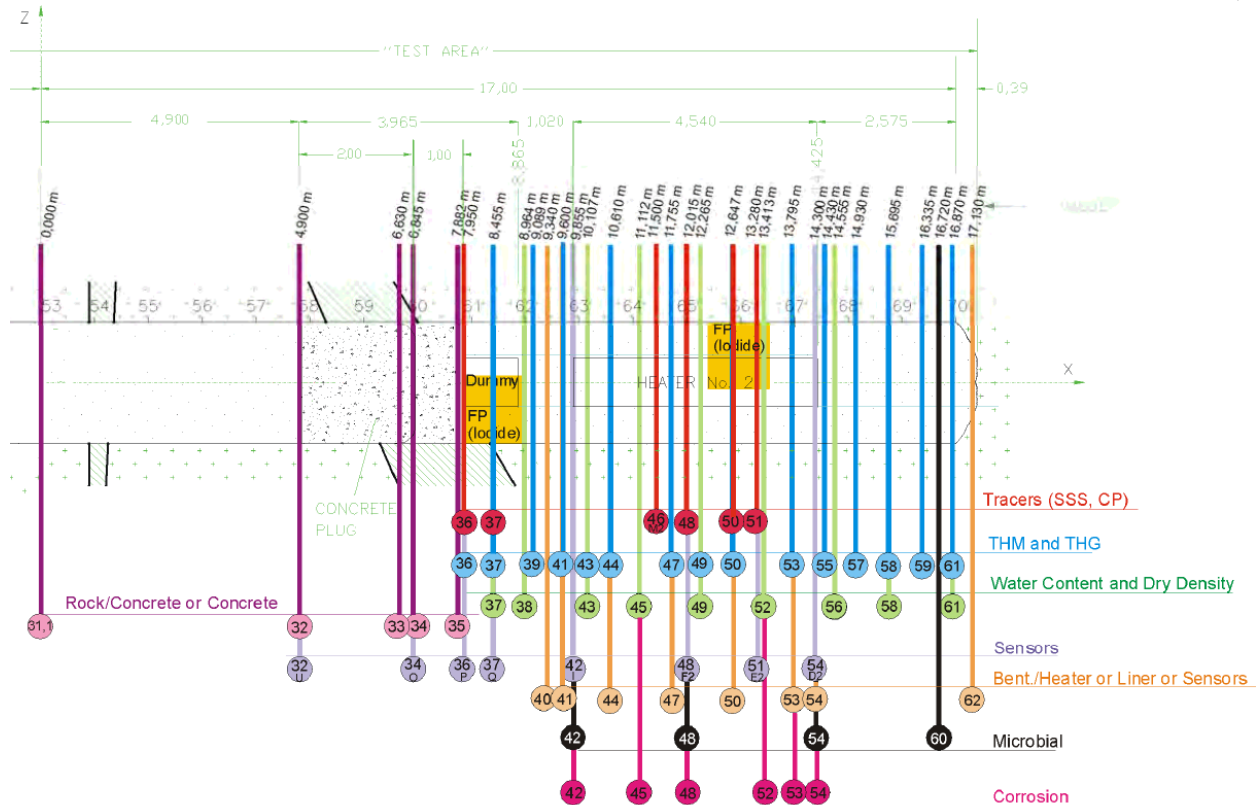 Z
"TEST AREA"
17,00
0,39
4,900
3,965
1,020
4,540
2,575
2,00
1,00
8,865
14,425
0,000 m
4,900 m
6,630 m
6,845 m
7,882 m
7,950 m
8,455 m
8,964 m
9,089 m
9,340 m
9,600 m
9,855 m
10,107 m
10,610 m
11,112 m
11,500 m
11,755 m
12,015 m
12,265 m
12,647 m
13,280 m
13,413 m
13,795 m
14,300 m
14,430 m
14,556 m
14,930 m
15,695 m
16,335 m
16,720 m
16,870 m
17,130 m
53 54 55 56 57 58 59 60 61 62 63 64 65 66 67 68 69 70
FP
(Iodide)
X
Dummy
HEATER No. 2
FP
(Iodide)
CONCRETE
PLUG
Tracers (SSS, CP)
36 37 46 48 50 51
THM and THG
36 37 39 41 43 44 47 49 50 53 55 57 58 59 61
Water Content and Dry Density
37 38 43 45 49 52 56 58 61
Rock/Concrete or Concrete
31,1 32 33 34 35
Sensors
32 34 36 37 42 48 51 54
U O P Q I F2 E2 D2
Bent./Heater or Liner or Sensors
40 41 44 47 50 53 54 62
Microbial
42 48 54 60
Corrosion
42 45 48 52 53 54